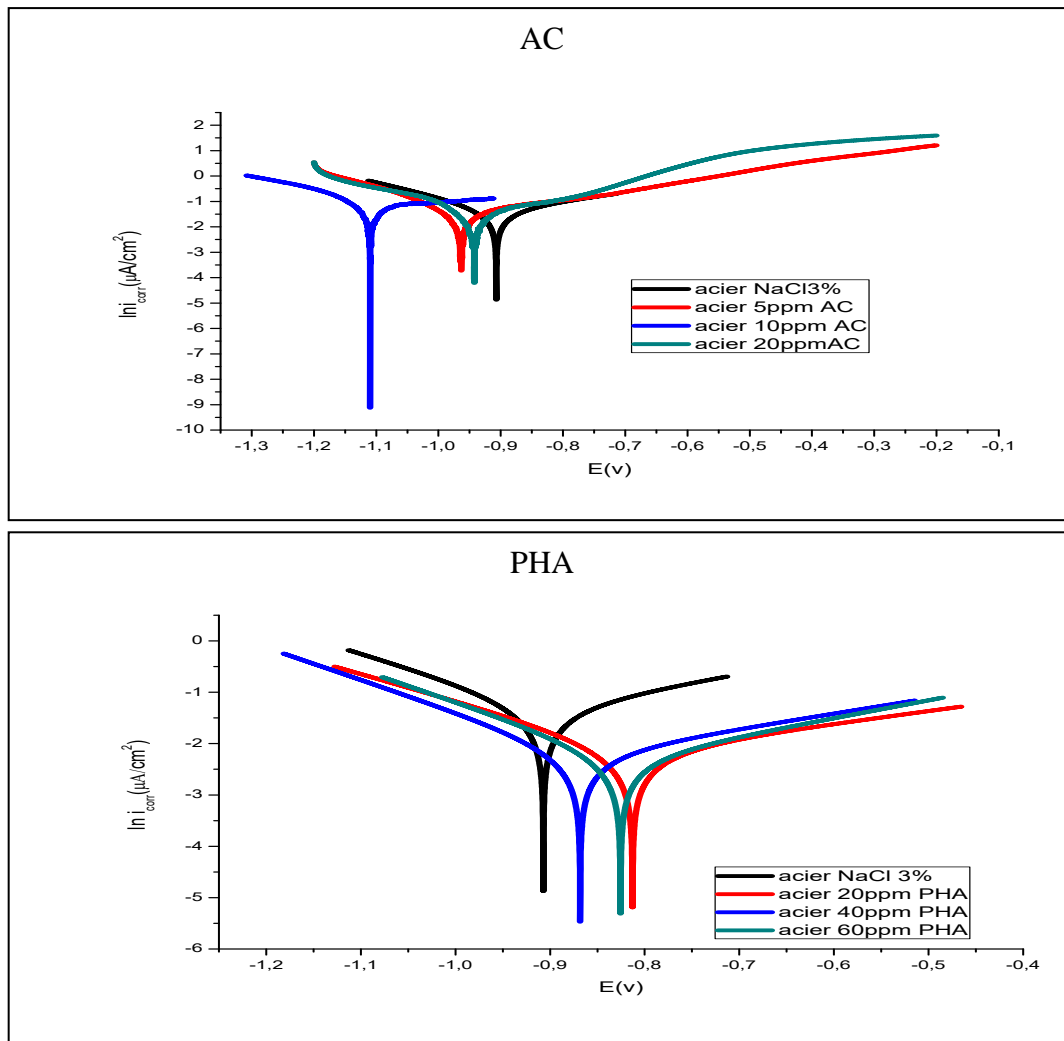 AC
2
1
0
-1
-2
-3
-4
-5
-6
-7
-8
-9
-10
ln i_corr (µA/cm²)
acier NaCl3%
acier 5ppm AC
acier 10ppm AC
acier 20ppmAC
-1,3 -1,2 -1,1 -1,0 -0,9 -0,8 -0,7 -0,6 -0,5 -0,4 -0,3 -0,2 -0,1
E(v)
PHA
0
-1
-2
-3
-4
-5
-6
ln i_corr (µA/cm²)
acier NaCl 3%
acier 20ppm PHA
acier 40ppm PHA
acier 60ppm PHA
-1,2 -1,1 -1,0 -0,9 -0,8 -0,7 -0,6 -0,5 -0,4
E(v)